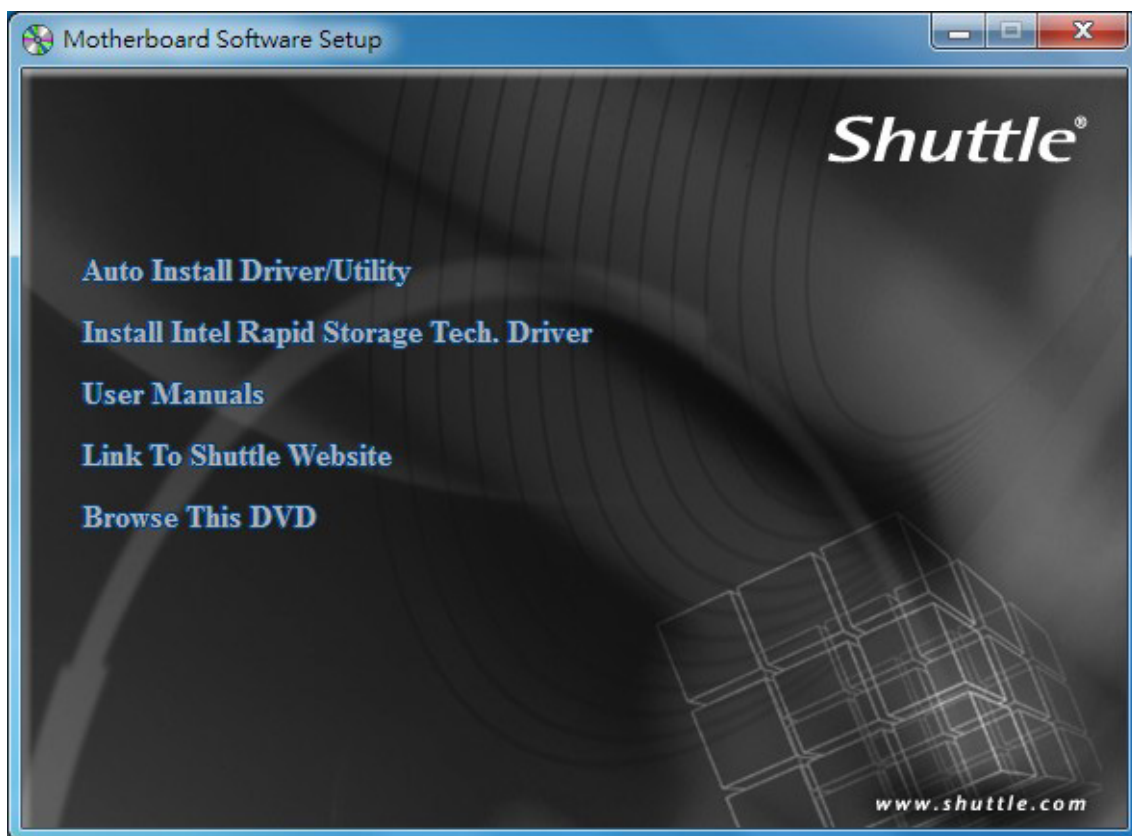 Motherboard Software Setup
Shuttle®
Auto Install Driver/Utility
Install Intel Rapid Storage Tech. Driver
User Manuals
Link To Shuttle Website
Browse This DVD
www.shuttle.com